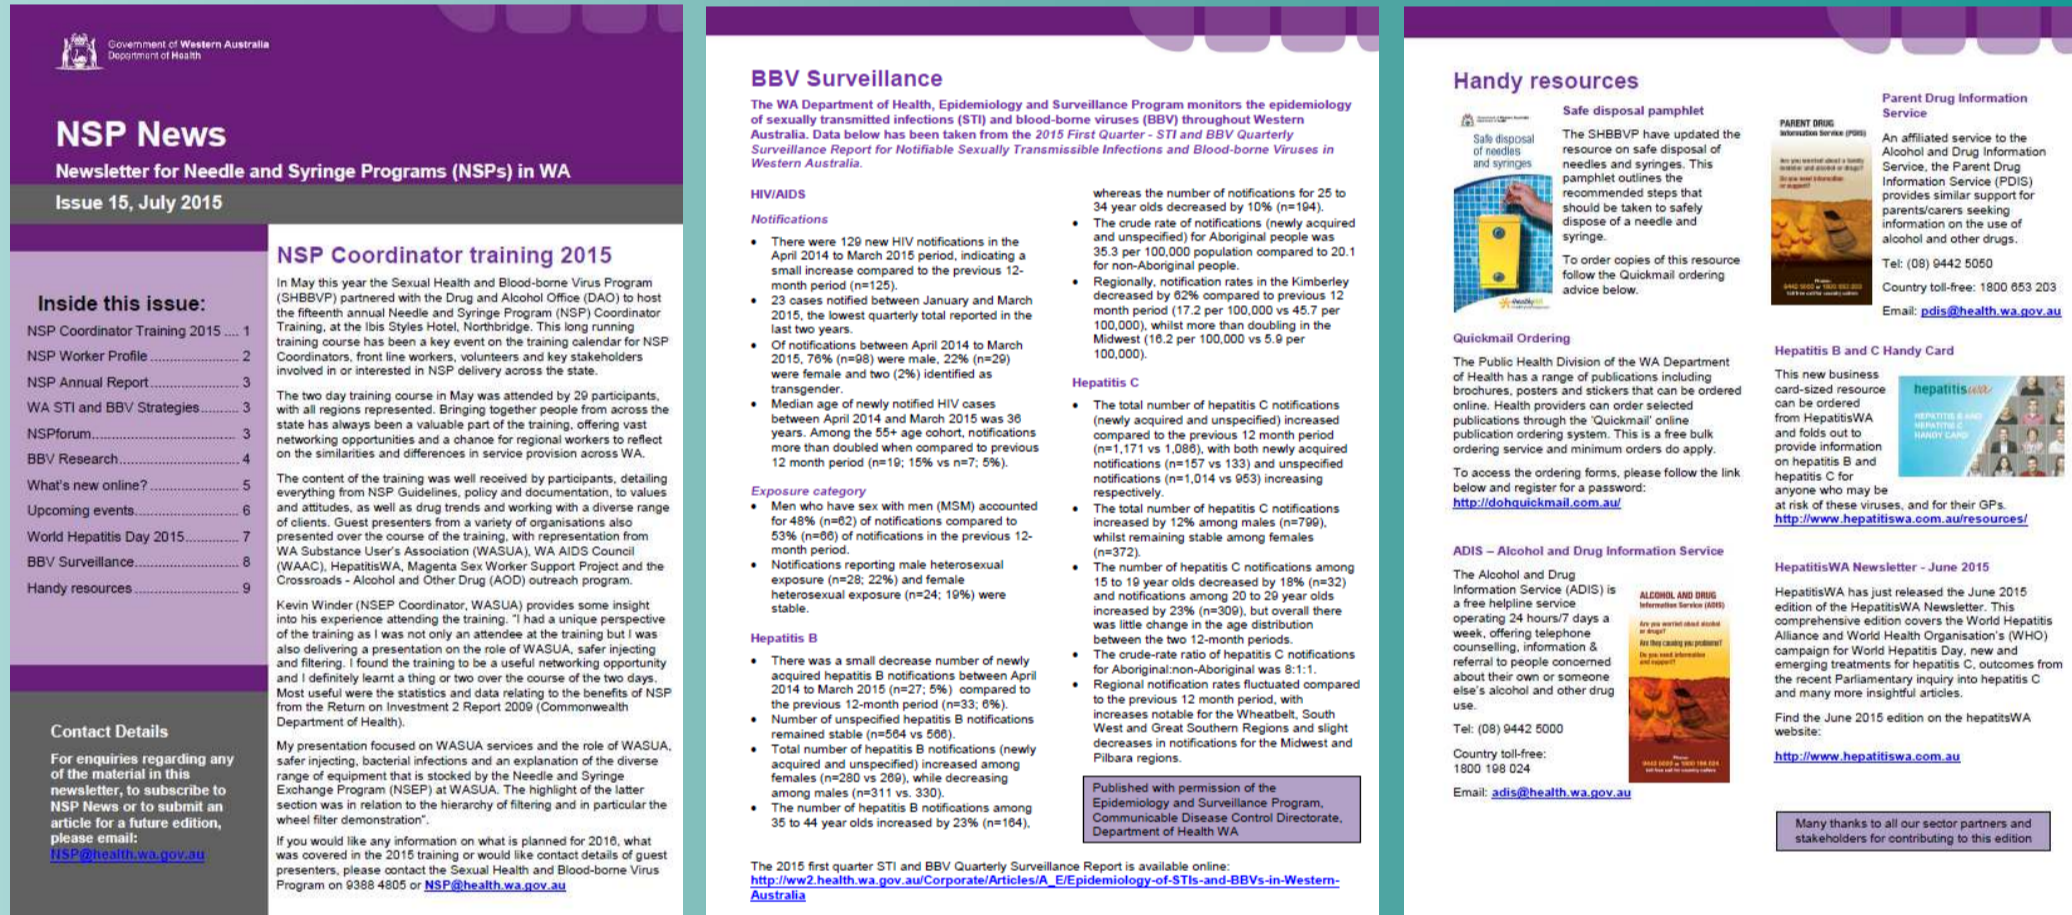 Government of Western Australia
Department of Health
NSP News
Newsletter for Needle and Syringe Programs (NSPs) in WA
Issue 15, July 2015
Inside this issue:
NSP Coordinator Training 2015 .... 1
NSP Worker Profile ...................... 2
NSP Annual Report...................... 3
WA STI and BBV Strategies......... 3
NSPforum.................................... 3
BBV Research............................. 4
What's new online? ...................... 5
Upcoming events......................... 6
World Hepatitis Day 2015............. 7
BBV Surveillance......................... 8
Handy resources ......................... 9
Contact Details
For enquiries regarding any
of the material in this
newsletter, to subscribe to
NSP News or to submit an
article for a future edition,
please email:
NSP@health.wa.gov.au
NSP Coordinator training 2015
In May this year the Sexual Health and Blood-borne Virus Program
(SHBBVP) partnered with the Drug and Alcohol Office (DAO) to host
the fifteenth annual Needle and Syringe Program (NSP) Coordinator
Training, at the Ibis Styles Hotel, Northbridge. This long running
training course has been a key event on the training calendar for NSP
Coordinators, front line workers, volunteers and key stakeholders
involved in or interested in NSP delivery across the state.
The two day training course in May was attended by 29 participants,
with all regions represented. Bringing together people from across the
state has always been a valuable part of the training, offering vast
networking opportunities and a chance for regional workers to reflect
on the similarities and differences in service provision across WA.
The content of the training was well received by participants, detailing
everything from NSP Guidelines, policy and documentation, to values
and attitudes, as well as drug trends and working with a diverse range
of clients. Guest presenters from a variety of organisations also
presented over the course of the training, with representation from
WA Substance User's Association (WASUA), WA AIDS Council
(WAAC), HepatitisWA, Magenta Sex Worker Support Project and the
Crossroads - Alcohol and Other Drug (AOD) outreach program.
Kevin Winder (NSEP Coordinator, WASUA) provides some insight
into his experience attending the training. "I had a unique perspective
of the training as I was not only an attendee at the training but I was
also delivering a presentation on the role of WASUA, safer injecting
and filtering. I found the training to be a useful networking opportunity
and I definitely learnt a thing or two over the course of the two days.
Most useful were the statistics and data relating to the benefits of NSP
from the Return on Investment 2 Report 2009 (Commonwealth
Department of Health).
My presentation focused on WASUA services and the role of WASUA,
safer injecting, bacterial infections and an explanation of the diverse
range of equipment that is stocked by the Needle and Syringe
Exchange Program (NSEP) at WASUA. The highlight of the latter
section was in relation to the hierarchy of filtering and in particular the
wheel filter demonstration".
If you would like any information on what is planned for 2016, what
was covered in the 2015 training or would like contact details of guest
presenters, please contact the Sexual Health and Blood-borne Virus
Program on 9388 4805 or NSP@health.wa.gov.au
BBV Surveillance
The WA Department of Health, Epidemiology and Surveillance Program monitors the epidemiology
of sexually transmitted infections (STI) and blood-borne viruses (BBV) throughout Western
Australia. Data below has been taken from the 2015 First Quarter - STI and BBV Quarterly
Surveillance Report for Notifiable Sexually Transmissible Infections and Blood-borne Viruses in
Western Australia.
HIV/AIDS
Notifications
• There were 129 new HIV notifications in the
April 2014 to March 2015 period, indicating a
small increase compared to the previous 12-
month period (n=125).
• 23 cases notified between January and March
2015, the lowest quarterly total reported in the
last two years.
• Of notifications between April 2014 to March
2015, 76% (n=98) were male, 22% (n=29)
were female and two (2%) identified as
transgender.
• Median age of newly notified HIV cases
between April 2014 and March 2015 was 36
years. Among the 55+ age cohort, notifications
more than doubled when compared to previous
12 month period (n=19; 15% vs n=7; 5%).
Exposure category
• Men who have sex with men (MSM) accounted
for 48% (n=62) of notifications compared to
53% (n=66) of notifications in the previous 12-
month period.
• Notifications reporting male heterosexual
exposure (n=28; 22%) and female
heterosexual exposure (n=24; 19%) were
stable.
Hepatitis B
• There was a small decrease number of newly
acquired hepatitis B notifications between April
2014 to March 2015 (n=27; 5%) compared to
the previous 12-month period (n=33; 6%).
• Number of unspecified hepatitis B notifications
remained stable (n=564 vs 566).
• Total number of hepatitis B notifications (newly
acquired and unspecified) increased among
females (n=280 vs 269), while decreasing
among males (n=311 vs. 330).
• The number of hepatitis B notifications among
35 to 44 year olds increased by 23% (n=164),
whereas the number of notifications for 25 to
34 year olds decreased by 10% (n=194).
• The crude rate of notifications (newly acquired
and unspecified) for Aboriginal people was
35.3 per 100,000 population compared to 20.1
for non-Aboriginal people.
• Regionally, notification rates in the Kimberley
decreased by 62% compared to previous 12
month period (17.2 per 100,000 vs 45.7 per
100,000), whilst more than doubling in the
Midwest (16.2 per 100,000 vs 5.9 per
100,000).
Hepatitis C
• The total number of hepatitis C notifications
(newly acquired and unspecified) increased
compared to the previous 12 month period
(n=1,171 vs 1,086), with both newly acquired
notifications (n=157 vs 133) and unspecified
notifications (n=1,014 vs 953) increasing
respectively.
• The total number of hepatitis C notifications
increased by 12% among males (n=799),
whilst remaining stable among females
(n=372).
• The number of hepatitis C notifications among
15 to 19 year olds decreased by 18% (n=32)
and notifications among 20 to 29 year olds
increased by 23% (n=309), but overall there
was little change in the age distribution
between the two 12-month periods.
• The crude-rate ratio of hepatitis C notifications
for Aboriginal:non-Aboriginal was 8:1:1.
• Regional notification rates fluctuated compared
to the previous 12 month period, with
increases notable for the Wheatbelt, South
West and Great Southern Regions and slight
decreases in notifications for the Midwest and
Pilbara regions.
Published with permission of the
Epidemiology and Surveillance Program,
Communicable Disease Control Directorate,
Department of Health WA
The 2015 first quarter STI and BBV Quarterly Surveillance Report is available online:
http://ww2.health.wa.gov.au/Corporate/Articles/A_E/Epidemiology-of-STIs-and-BBVs-in-Western-
Australia
Handy resources
Safe disposal
of needles
and syringes
Safe disposal pamphlet
The SHBBVP have updated the
resource on safe disposal of
needles and syringes. This
pamphlet outlines the
recommended steps that
should be taken to safely
dispose of a needle and
syringe.
To order copies of this resource
follow the Quickmail ordering
advice below.
Quickmail Ordering
The Public Health Division of the WA Department
of Health has a range of publications including
brochures, posters and stickers that can be ordered
online. Health providers can order selected
publications through the 'Quickmail' online
publication ordering system. This is a free bulk
ordering service and minimum orders do apply.
To access the ordering forms, please follow the link
below and register for a password:
http://dohquickmail.com.au/
ADIS – Alcohol and Drug Information Service
The Alcohol and Drug
Information Service (ADIS) is
a free helpline service
operating 24 hours/7 days a
week, offering telephone
counselling, information &
referral to people concerned
about their own or someone
else's alcohol and other drug
use.
Tel: (08) 9442 5000
Country toll-free:
1800 198 024
Email: adis@health.wa.gov.au
ALCOHOL AND DRUG
Information Service (ADIS)
Are you worried about alcohol
or drugs?
Are they causing you problems?
Do you need information
and support?
PARENT DRUG
Information Service (PDIS)
Parent Drug Information
Service
An affiliated service to the
Alcohol and Drug Information
Service, the Parent Drug
Information Service (PDIS)
provides similar support for
parents/carers seeking
information on the use of
alcohol and other drugs.
Tel: (08) 9442 5050
Country toll-free: 1800 653 203
Email: pdis@health.wa.gov.au
Hepatitis B and C Handy Card
This new business
card-sized resource
can be ordered
from HepatitisWA
and folds out to
provide information
on hepatitis B and
hepatitis C for
anyone who may be
at risk of these viruses, and for their GPs.
http://www.hepatitiswa.com.au/resources/
hepatitiswa
HEPATITIS B AND
HEPATITIS C
HANDY CARD
HepatitisWA Newsletter - June 2015
HepatitisWA has just released the June 2015
edition of the HepatitisWA Newsletter. This
comprehensive edition covers the World Hepatitis
Alliance and World Health Organisation's (WHO)
campaign for World Hepatitis Day, new and
emerging treatments for hepatitis C, outcomes from
the recent Parliamentary inquiry into hepatitis C
and many more insightful articles.
Find the June 2015 edition on the hepatitsWA
website:
http://www.hepatitiswa.com.au
Many thanks to all our sector partners and
stakeholders for contributing to this edition